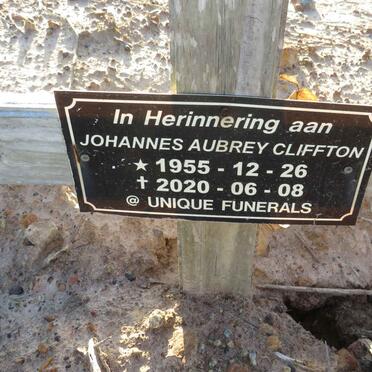 In Herinnering aan
JOHANNES AUBREY CLIFFTON
★ 1955 - 12 - 26
✝ 2020 - 06 - 08
@ UNIQUE FUNERALS